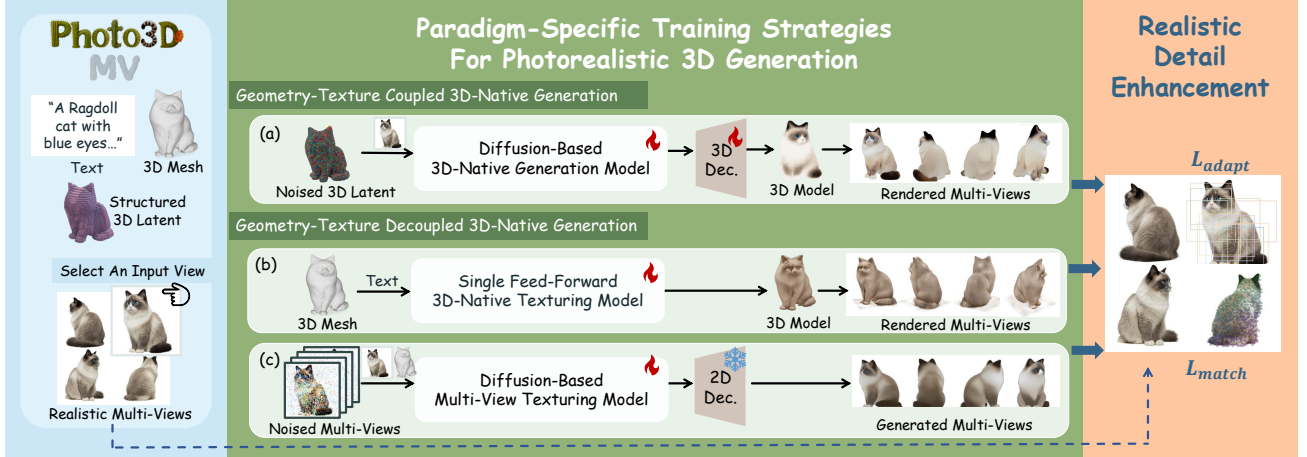 Photo3D
MV
"A Ragdoll
cat with
blue eyes…"
Text
3D Mesh
Structured
3D Latent
Select An Input View
Realistic Multi-Views
Paradigm-Specific Training Strategies
For Photorealistic 3D Generation
Geometry-Texture Coupled 3D-Native Generation
(a)
Noised 3D Latent
Diffusion-Based
3D-Native Generation Model
3D
Dec.
3D Model
Rendered Multi-Views
Geometry-Texture Decoupled 3D-Native Generation
(b)
3D Mesh
Text
Single Feed-Forward
3D-Native Texturing Model
3D Model
Rendered Multi-Views
(c)
Noised Multi-Views
Diffusion-Based
Multi-View Texturing Model
2D
Dec.
Generated Multi-Views
Realistic
Detail
Enhancement
L_adapt
L_match